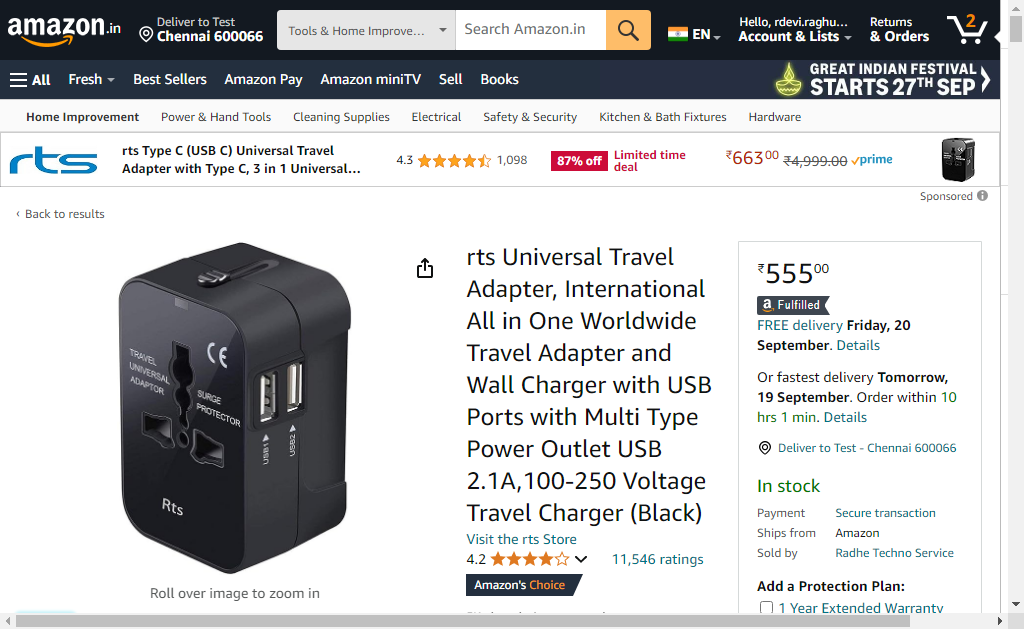 amazon.in
Deliver to Test
Chennai 600066
Tools & Home Improve...
Search Amazon.in
EN
Hello, rdevi.raghu...
Account & Lists
Returns
& Orders
2
All
Fresh
Best Sellers
Amazon Pay
Amazon miniTV
Sell
Books
GREAT INDIAN FESTIVAL
STARTS 27TH SEP
Home Improvement
Power & Hand Tools
Cleaning Supplies
Electrical
Safety & Security
Kitchen & Bath Fixtures
Hardware
rts
rts Type C (USB C) Universal Travel
Adapter with Type C, 3 in 1 Universal...
4.3
1,098
87% off
Limited time
deal
₹66300
₹4,999.00
prime
Sponsored
‹ Back to results
TRAVEL
UNIVERSAL
ADAPTOR
CE
SURGE
PROTECTOR
USB1
USB2
Rts
Roll over image to zoom in
rts Universal Travel
Adapter, International
All in One Worldwide
Travel Adapter and
Wall Charger with USB
Ports with Multi Type
Power Outlet USB
2.1A,100-250 Voltage
Travel Charger (Black)
Visit the rts Store
4.2
11,546 ratings
Amazon's Choice
₹55500
a Fulfilled
FREE delivery Friday, 20
September. Details
Or fastest delivery Tomorrow,
19 September. Order within 10
hrs 1 min. Details
Deliver to Test - Chennai 600066
In stock
Payment
Secure transaction
Ships from
Amazon
Sold by
Radhe Techno Service
Add a Protection Plan:
1 Year Extended Warranty